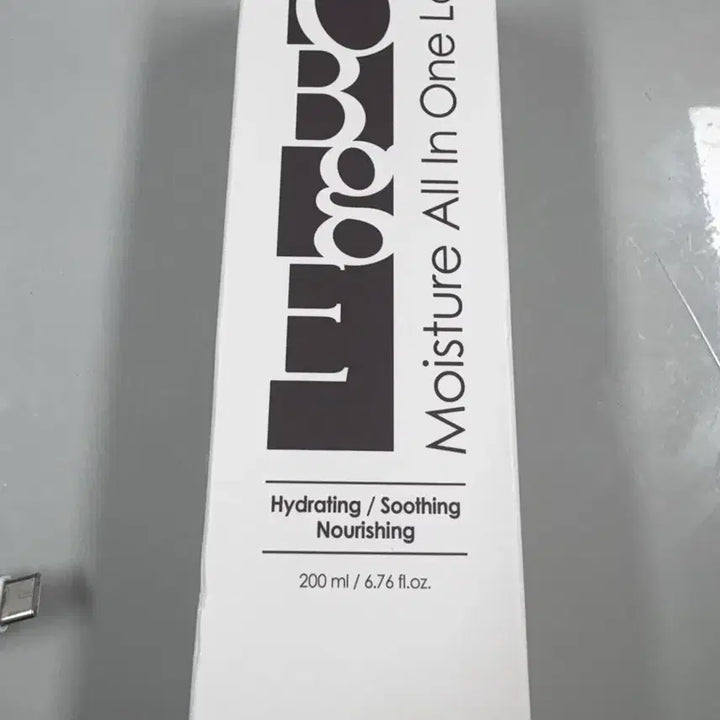 Moisture All In One
Hydrating / Soothing
Nourishing
200 ml / 6.76 fl.oz.